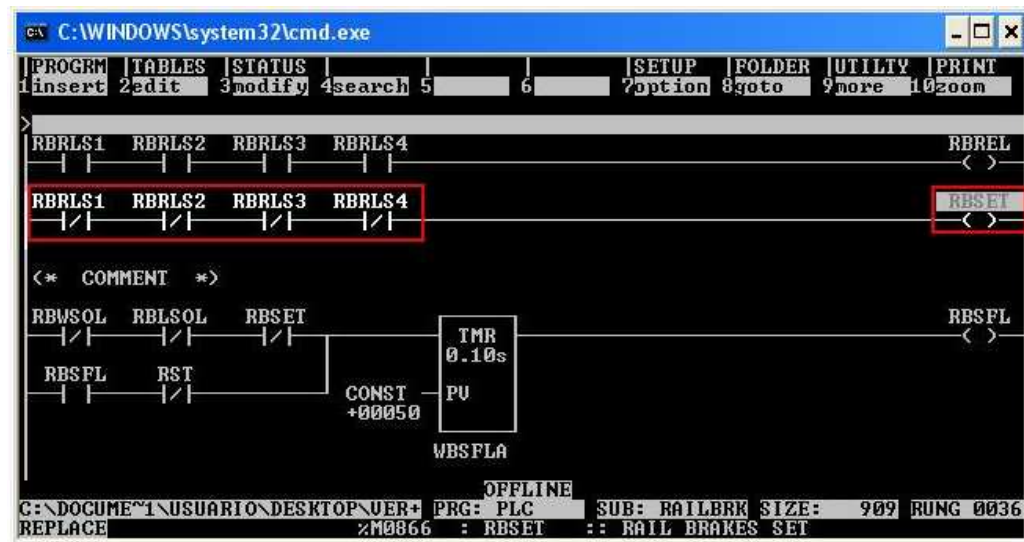 C:\WINDOWS\system32\cmd.exe
|PROGRM |TABLES |STATUS | | | |SETUP |FOLDER |UTILTY |PRINT
1insert 2edit 3modify 4search 5 6 7option 8goto 9more 10zoom
>
RBRLS1 RBRLS2 RBRLS3 RBRLS4 RBREL
RBRLS1 RBRLS2 RBRLS3 RBRLS4 RBSET
(* COMMENT *)
RBWSOL RBLSOL RBSET RBSFL
TMR
0.10s
RBSFL RST
CONST PV
+00050
WBSFLA
OFFLINE
C:\DOCUME~1\USUARIO\DESKTOP\VER+ PRG: PLC SUB: RAILBRK SIZE: 909 RUNG 0036
REPLACE %M0866 : RBSET :: RAIL BRAKES SET